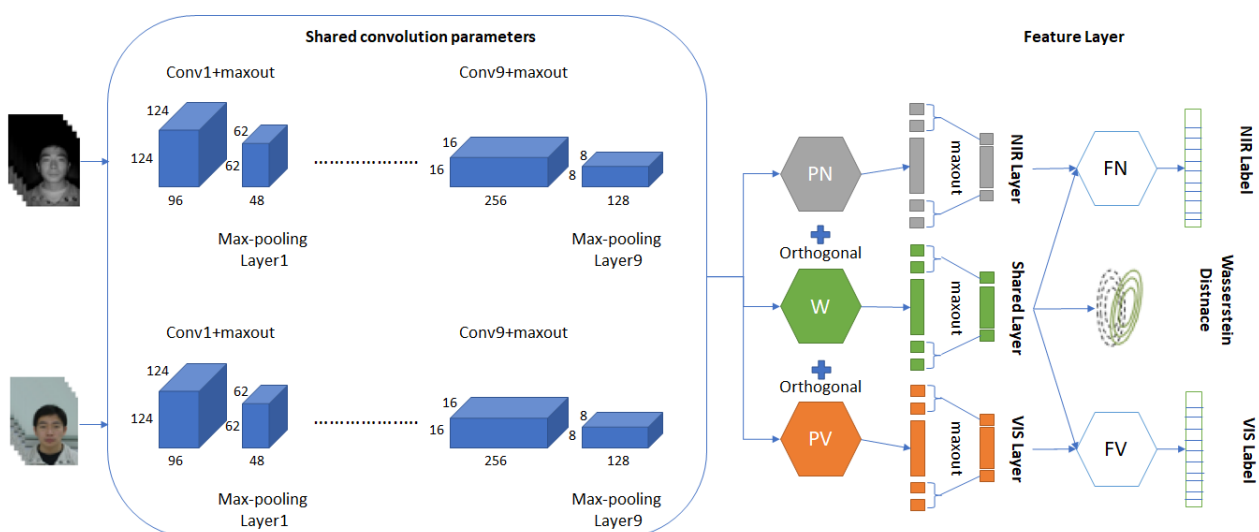 Shared convolution parameters
Feature Layer
Conv1+maxout
Conv9+maxout
124
124
96
62
62
48
....................
16
16
256
8
8
128
Max-pooling
Layer1
Max-pooling
Layer9
Conv1+maxout
Conv9+maxout
124
124
96
62
62
48
....................
16
16
256
8
8
128
Max-pooling
Layer1
Max-pooling
Layer9
PN
maxout
NIR Layer
FN
NIR Label
Orthogonal
W
maxout
Shared Layer
Wasserstein
Distnace
Orthogonal
PV
maxout
VIS Layer
FV
VIS Label